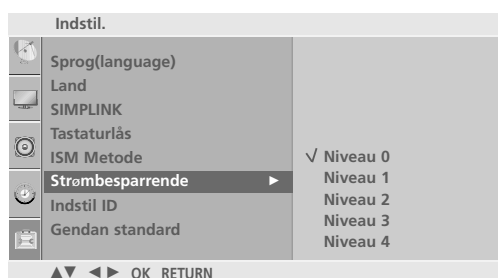 Indstil.
Sprog(language)
Land
SIMPLINK
Tastaturlås
ISM Metode
Strømbesparrende ►
Indstil ID
Gendan standard
√ Niveau 0
Niveau 1
Niveau 2
Niveau 3
Niveau 4
▲▼ ◄► OK RETURN